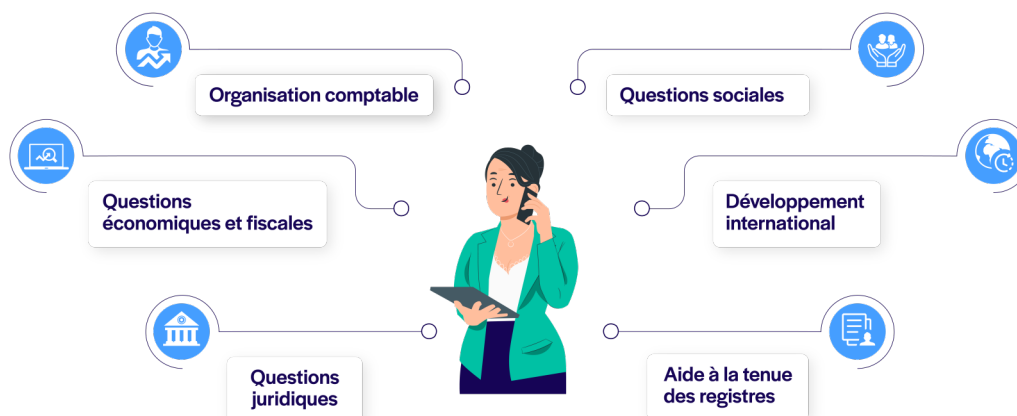 Organisation comptable
Questions sociales
Questions
économiques et fiscales
Développement
international
Questions
juridiques
Aide à la tenue
des registres